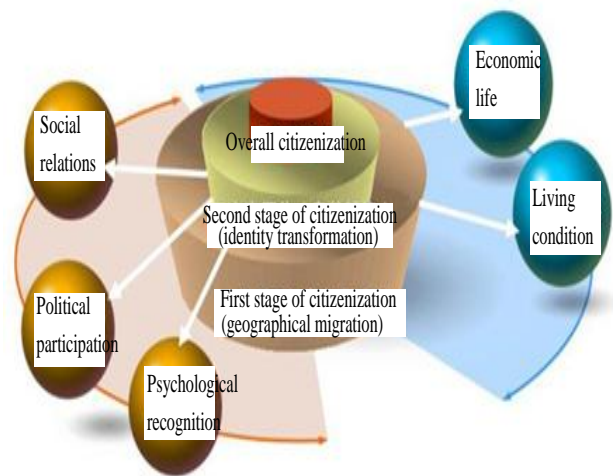 Economic
life
Social
relations
Overall citizenization
Living
condition
Second stage of citizenization
(identity transformation)
First stage of citizenization
(geographical migration)
Political
participation
Psychological
recognition